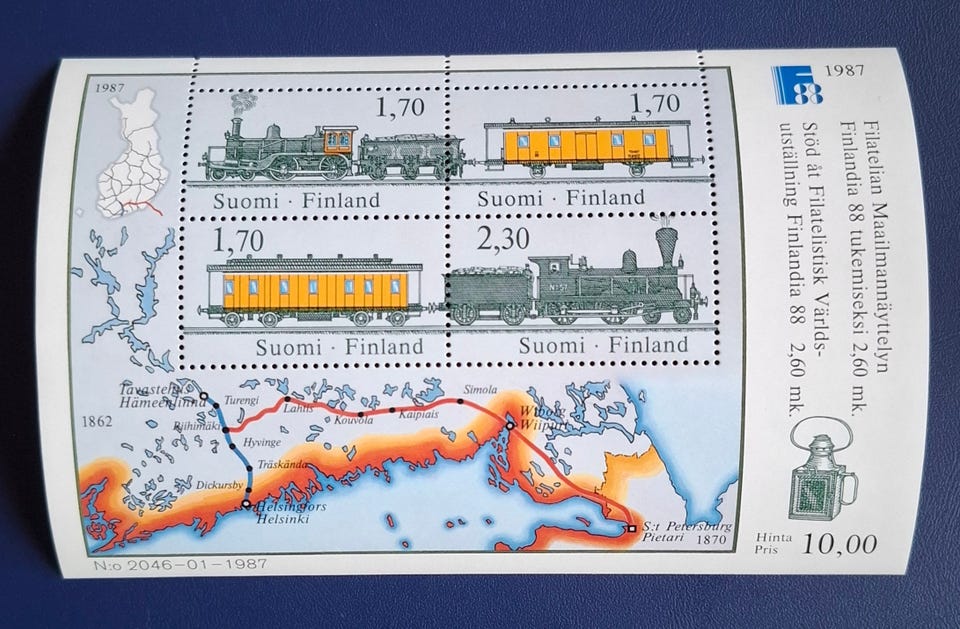 1987
1,70
Suomi · Finland
1,70
Suomi · Finland
1,70
Suomi · Finland
2,30
No 57
Suomi · Finland
1862
Tavastehus
Hämeenlinna
Turengi
Riihimäki
Hyvinge
Träskända
Dickursby
Helsingfors
Helsinki
Lahtis
Kouvola
Kaipiais
Simola
Wiborg
Wiipuri
S:t Petersburg
Pietari 1870
N:o 2046-01-1987
88
1987
Filatelian Maailmannäyttelyn
Finlandia 88 tukemiseksi 2,60 mk.
Stöd åt Filatelistisk Världs-
utställning Finlandia 88 2,60 mk.
Hinta
Pris
10,00